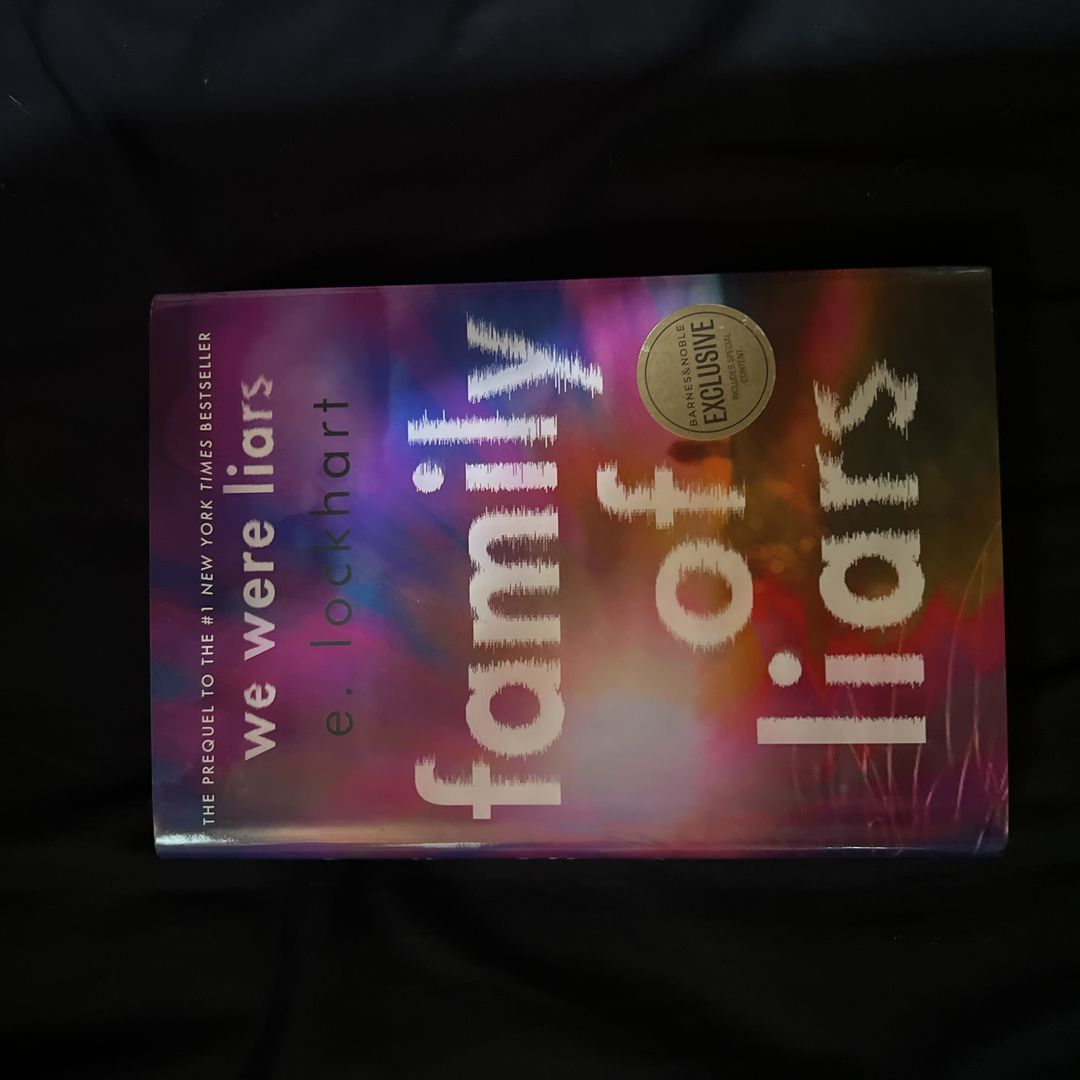 THE PREQUEL TO THE #1 NEW YORK TIMES BESTSELLER
we were liars
e. lockhart
family
of
liars
BARNES & NOBLE
EXCLUSIVE
INCLUDES SPECIAL
CONTENT